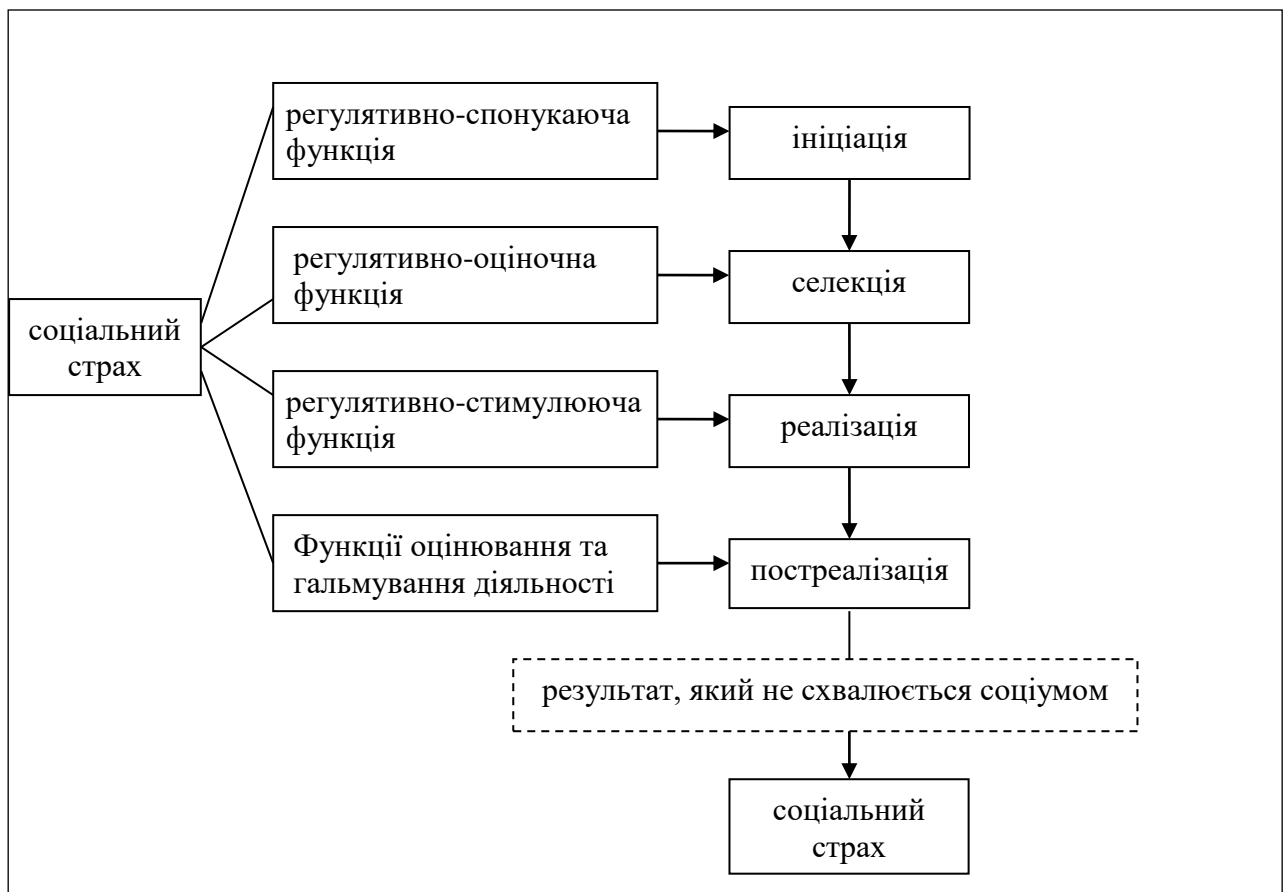 регулятивно-спонукаюча
функція
ініціація
регулятивно-оціночна
функція
селекція
соціальний
страх
регулятивно-стимулююча
функція
реалізація
Функції оцінювання та
гальмування діяльності
постреалізація
результат, який не схвалюється соціумом
соціальний
страх